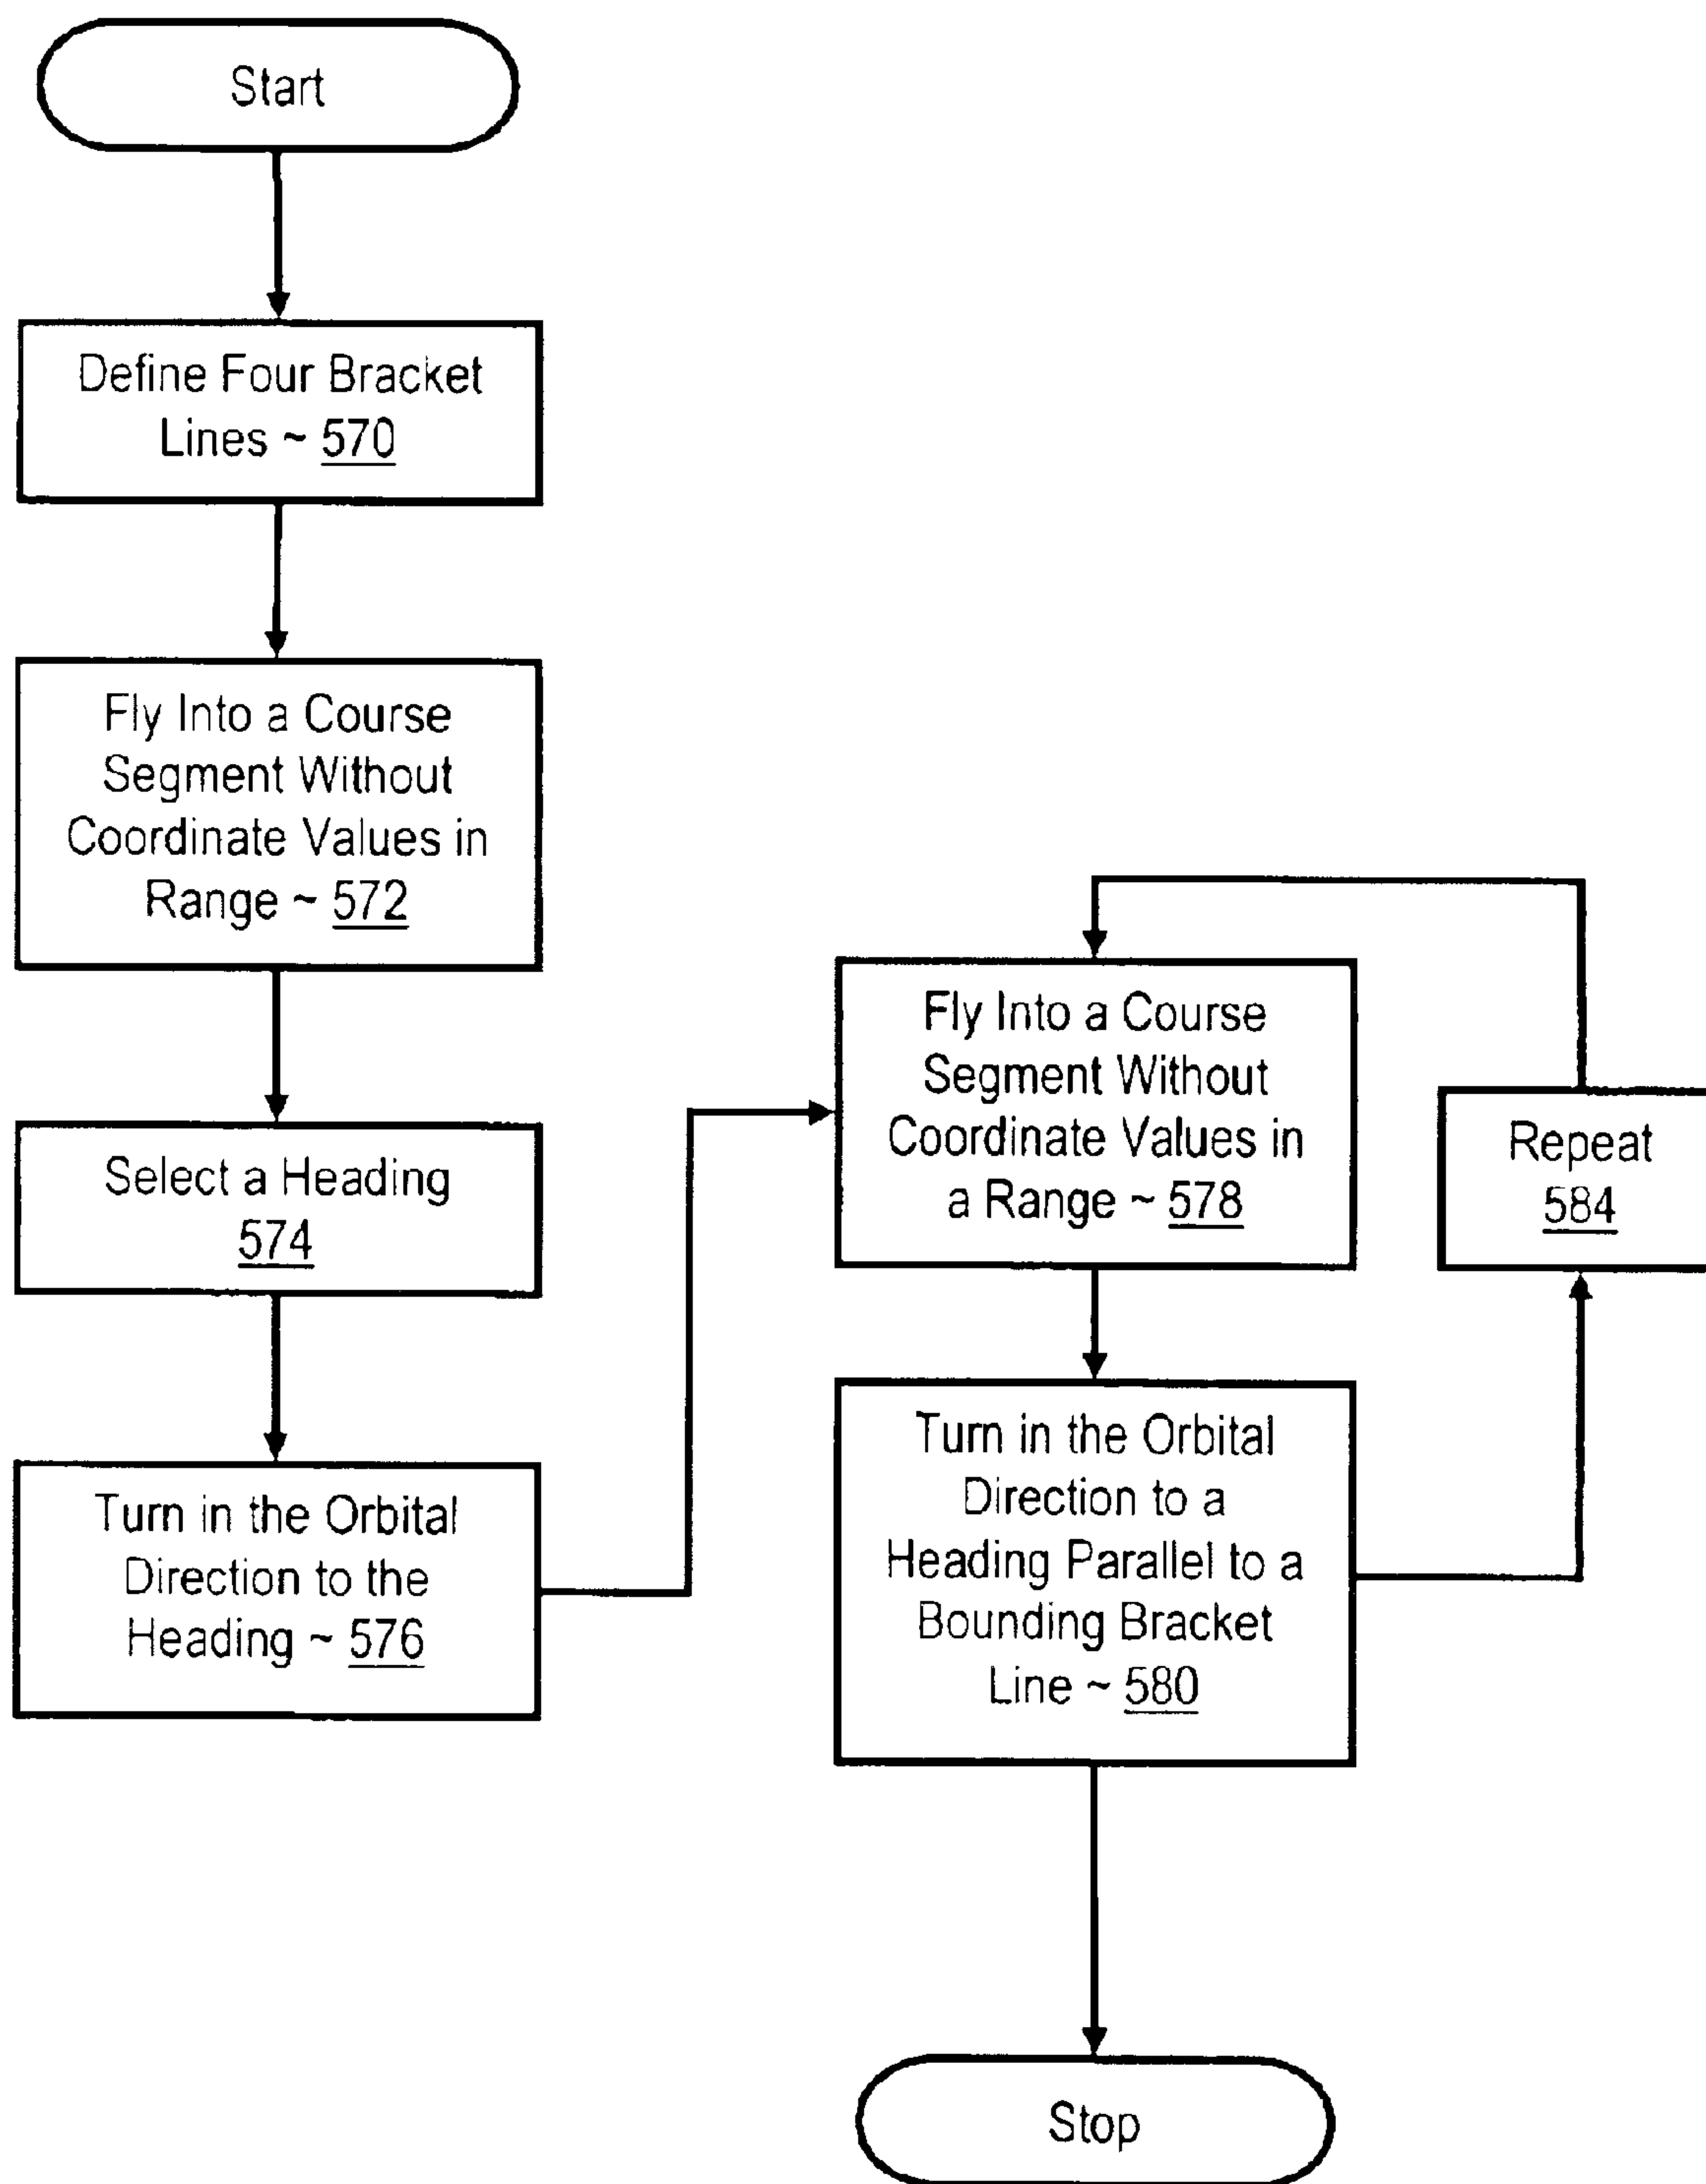 Start
Define Four Bracket
Lines ~ 570
Fly Into a Course
Segment Without
Coordinate Values in
Range ~ 572
Select a Heading
574
Turn in the Orbital
Direction to the
Heading ~ 576
Fly Into a Course
Segment Without
Coordinate Values in
a Range ~ 578
Repeat
584
Turn in the Orbital
Direction to a
Heading Parallel to a
Bounding Bracket
Line ~ 580
Stop